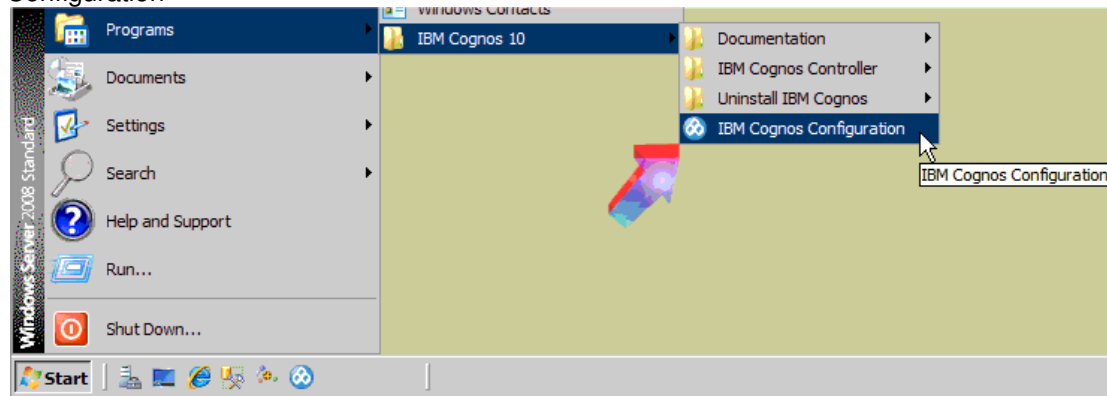 Configuration
Windows Contacts
Programs
IBM Cognos 10
Documentation
Documents
IBM Cognos Controller
Uninstall IBM Cognos
Settings
IBM Cognos Configuration
Search
IBM Cognos Configuration
Help and Support
Run...
Shut Down...
Windows Server 2008 Standard
Start